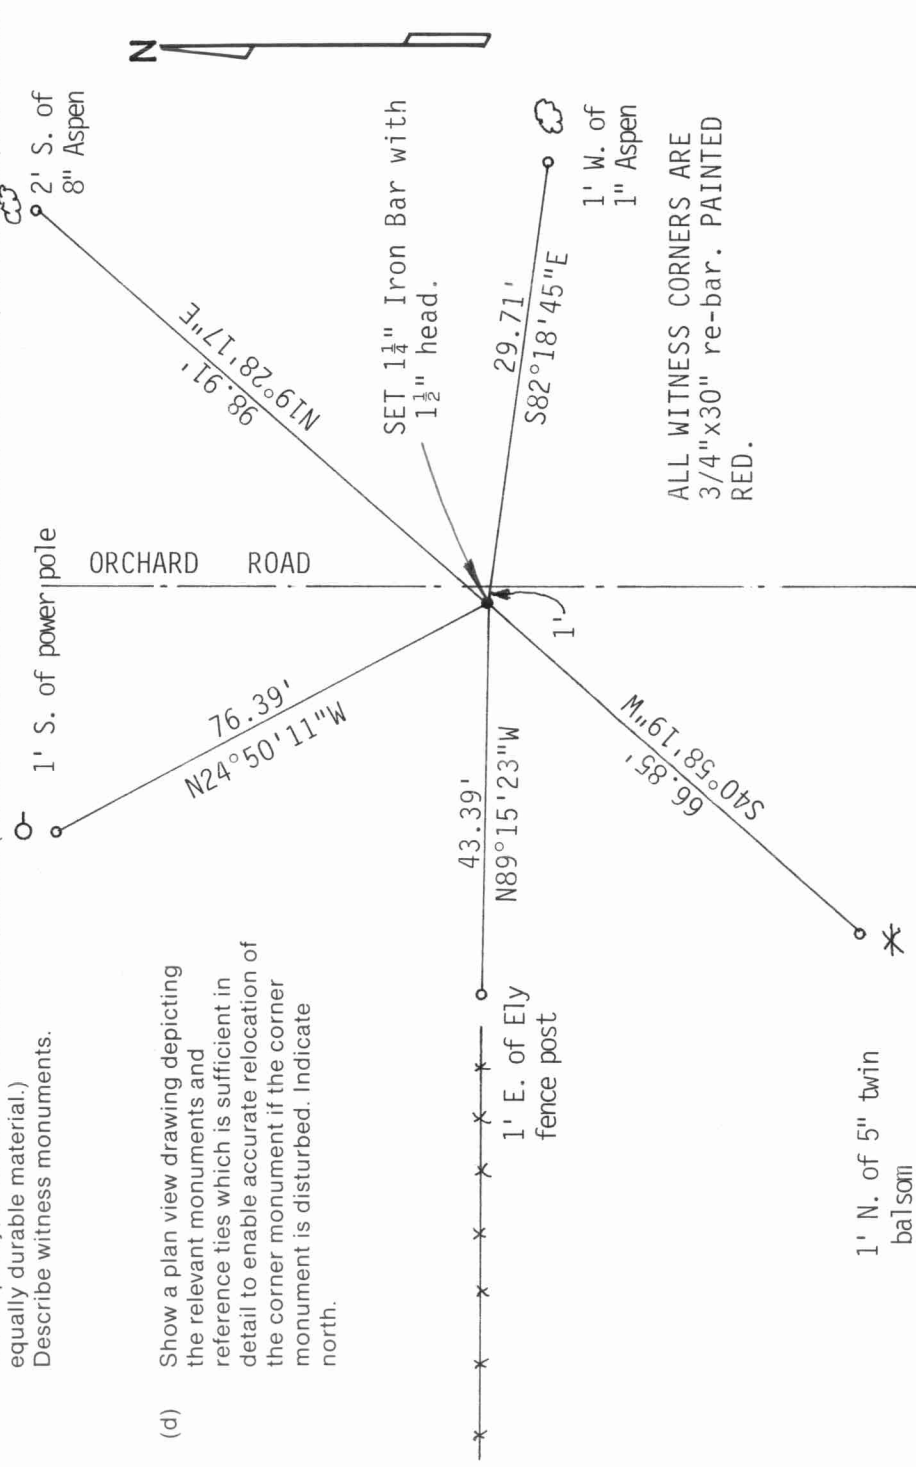 equally durable material.)
Describe witness monuments.
(d) Show a plan view drawing depicting
the relevant monuments and
reference ties which is sufficient in
detail to enable accurate relocation of
the corner monument if the corner
monument is disturbed. Indicate
north.
1' S. of power pole
2' S. of
8" Aspen
N
ORCHARD ROAD
76.39'
N24°50'11"W
98.91'
N19°28'17"E
SET 1 1/4" Iron Bar with
1 1/2" head.
43.39'
N89°15'23"W
1'
29.71'
S82°18'45"E
1' E. of Ely
fence post
1' W. of
1" Aspen
66.85'
S40°58'19"W
ALL WITNESS CORNERS ARE
3/4"x30" re-bar. PAINTED
RED.
1' N. of 5" twin
balsom